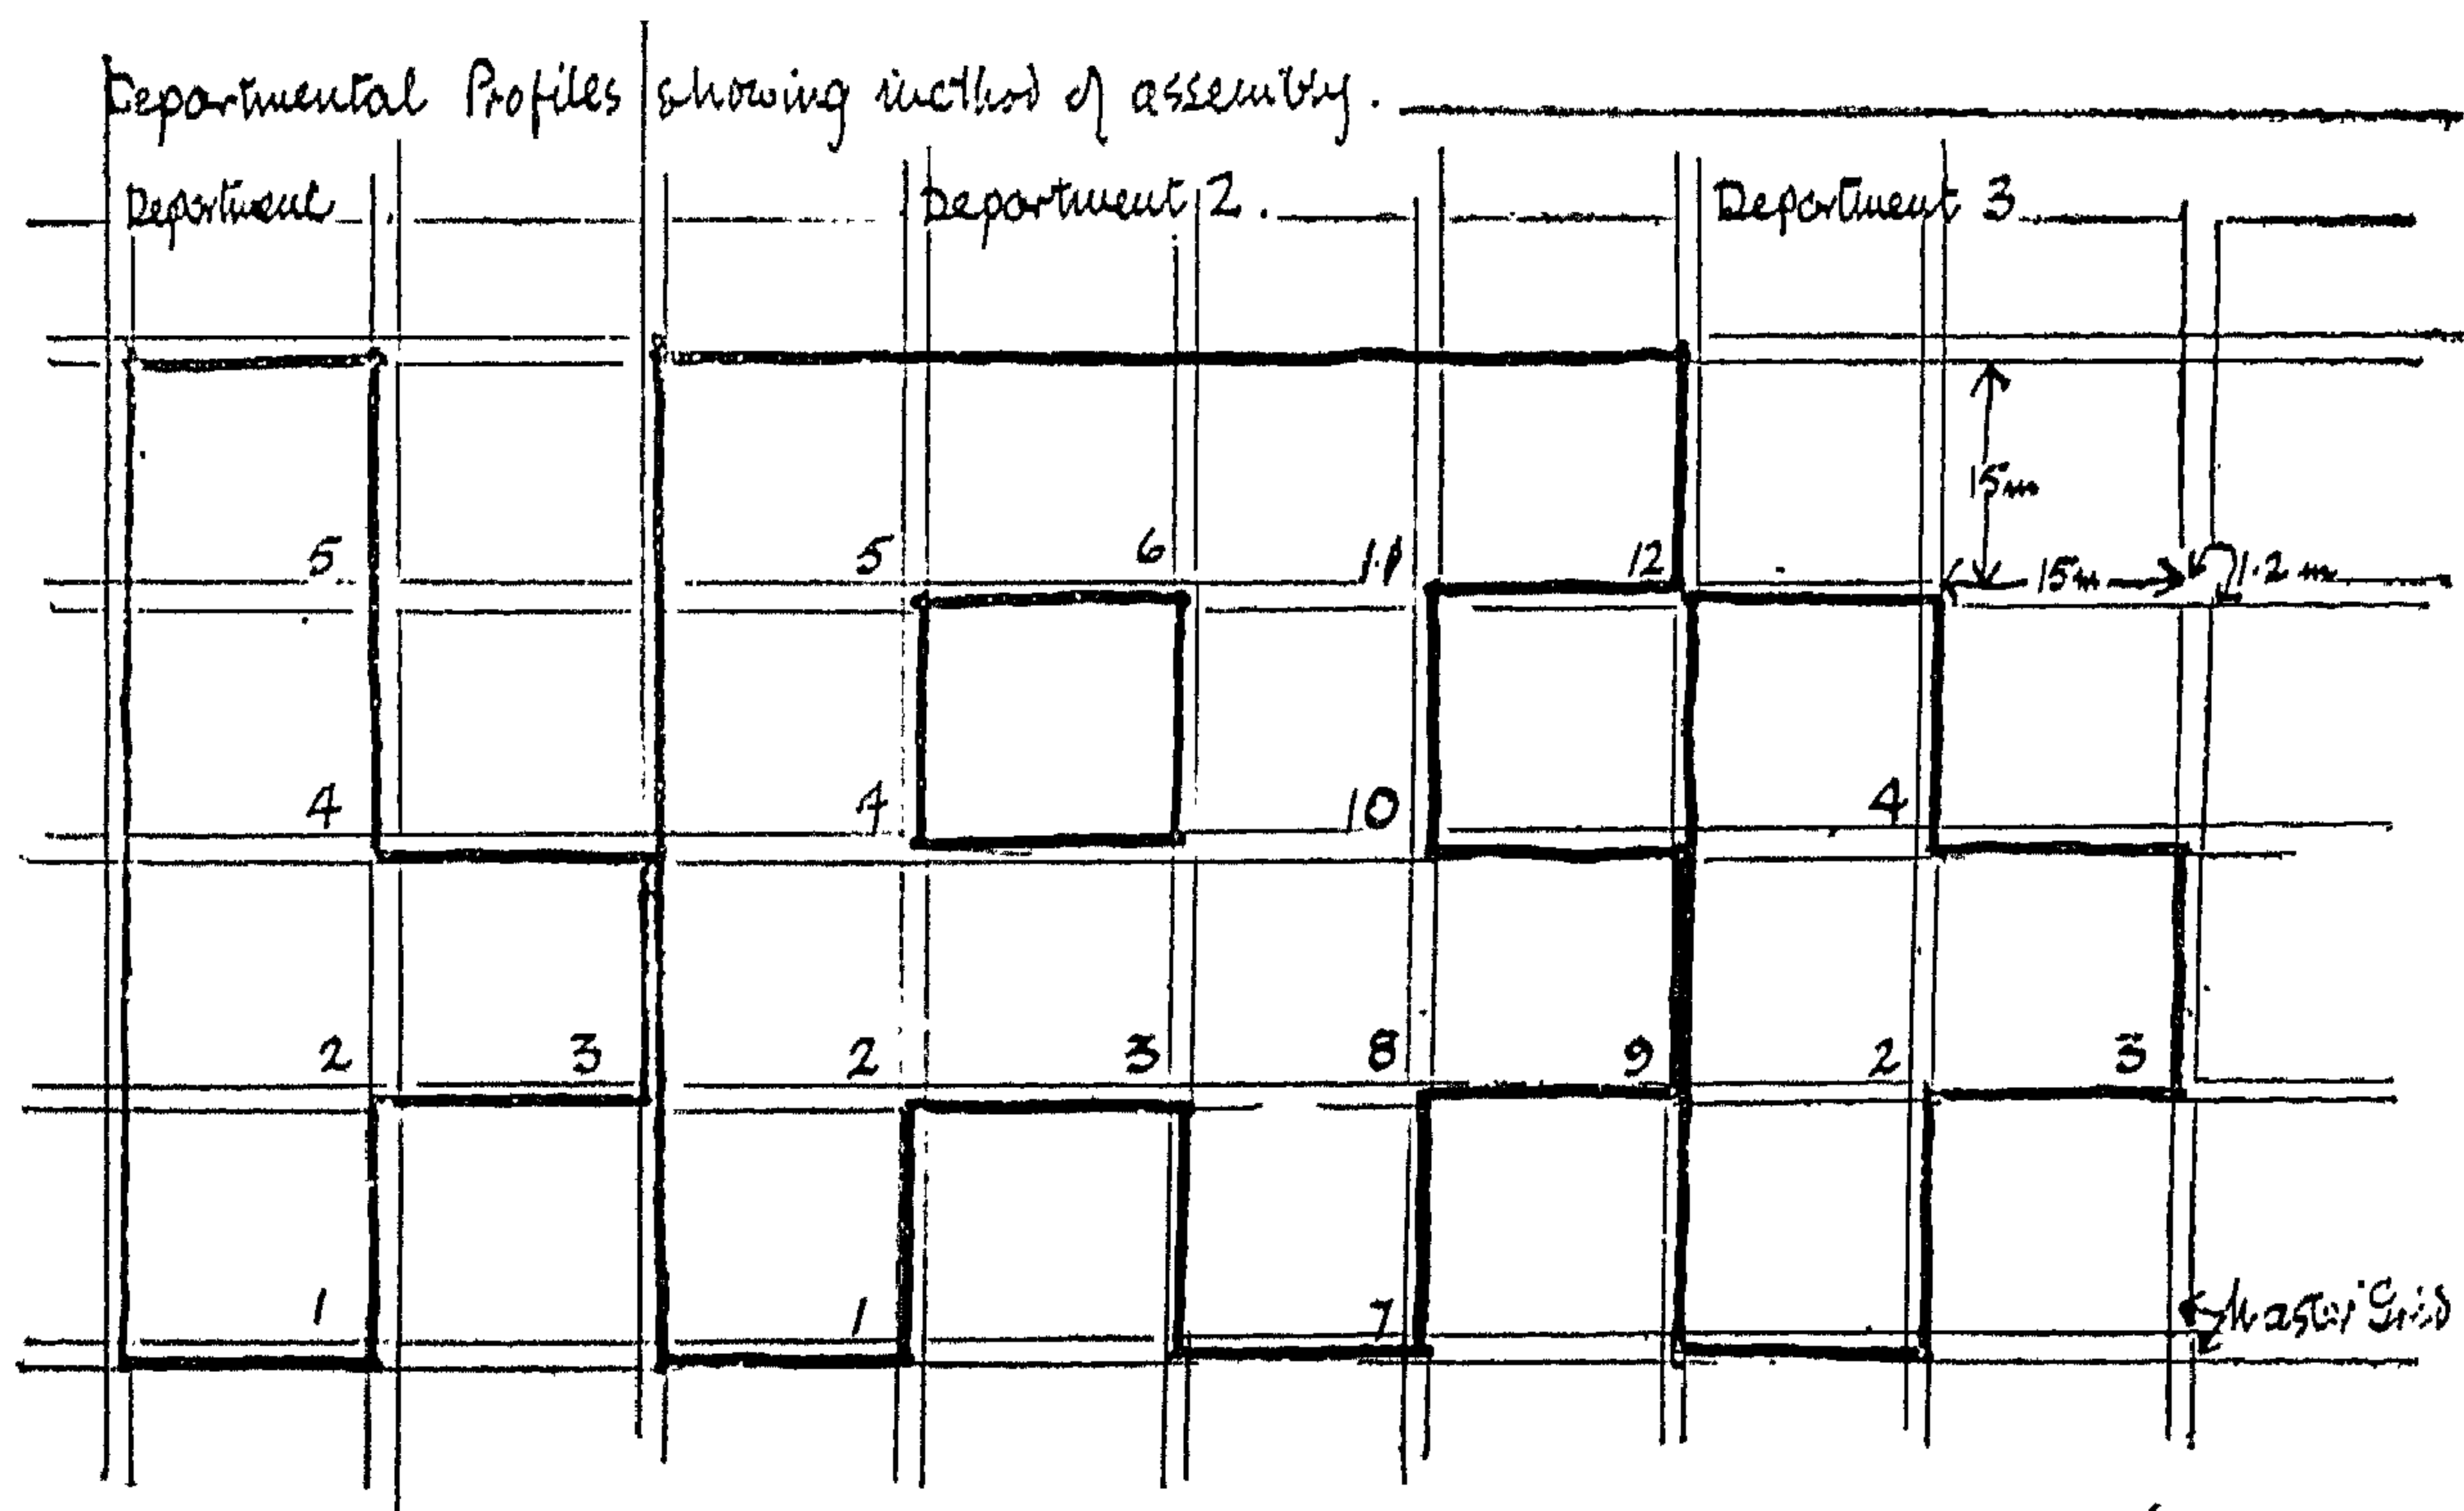 Departmental Profiles showing method of assembly.
Department Department 2. Department 3
15m
5 5 6 11 12 15m 1.2 m
4 4 10 4
2 3 2 3 8 9 2 3
1 1 7
Master Grid